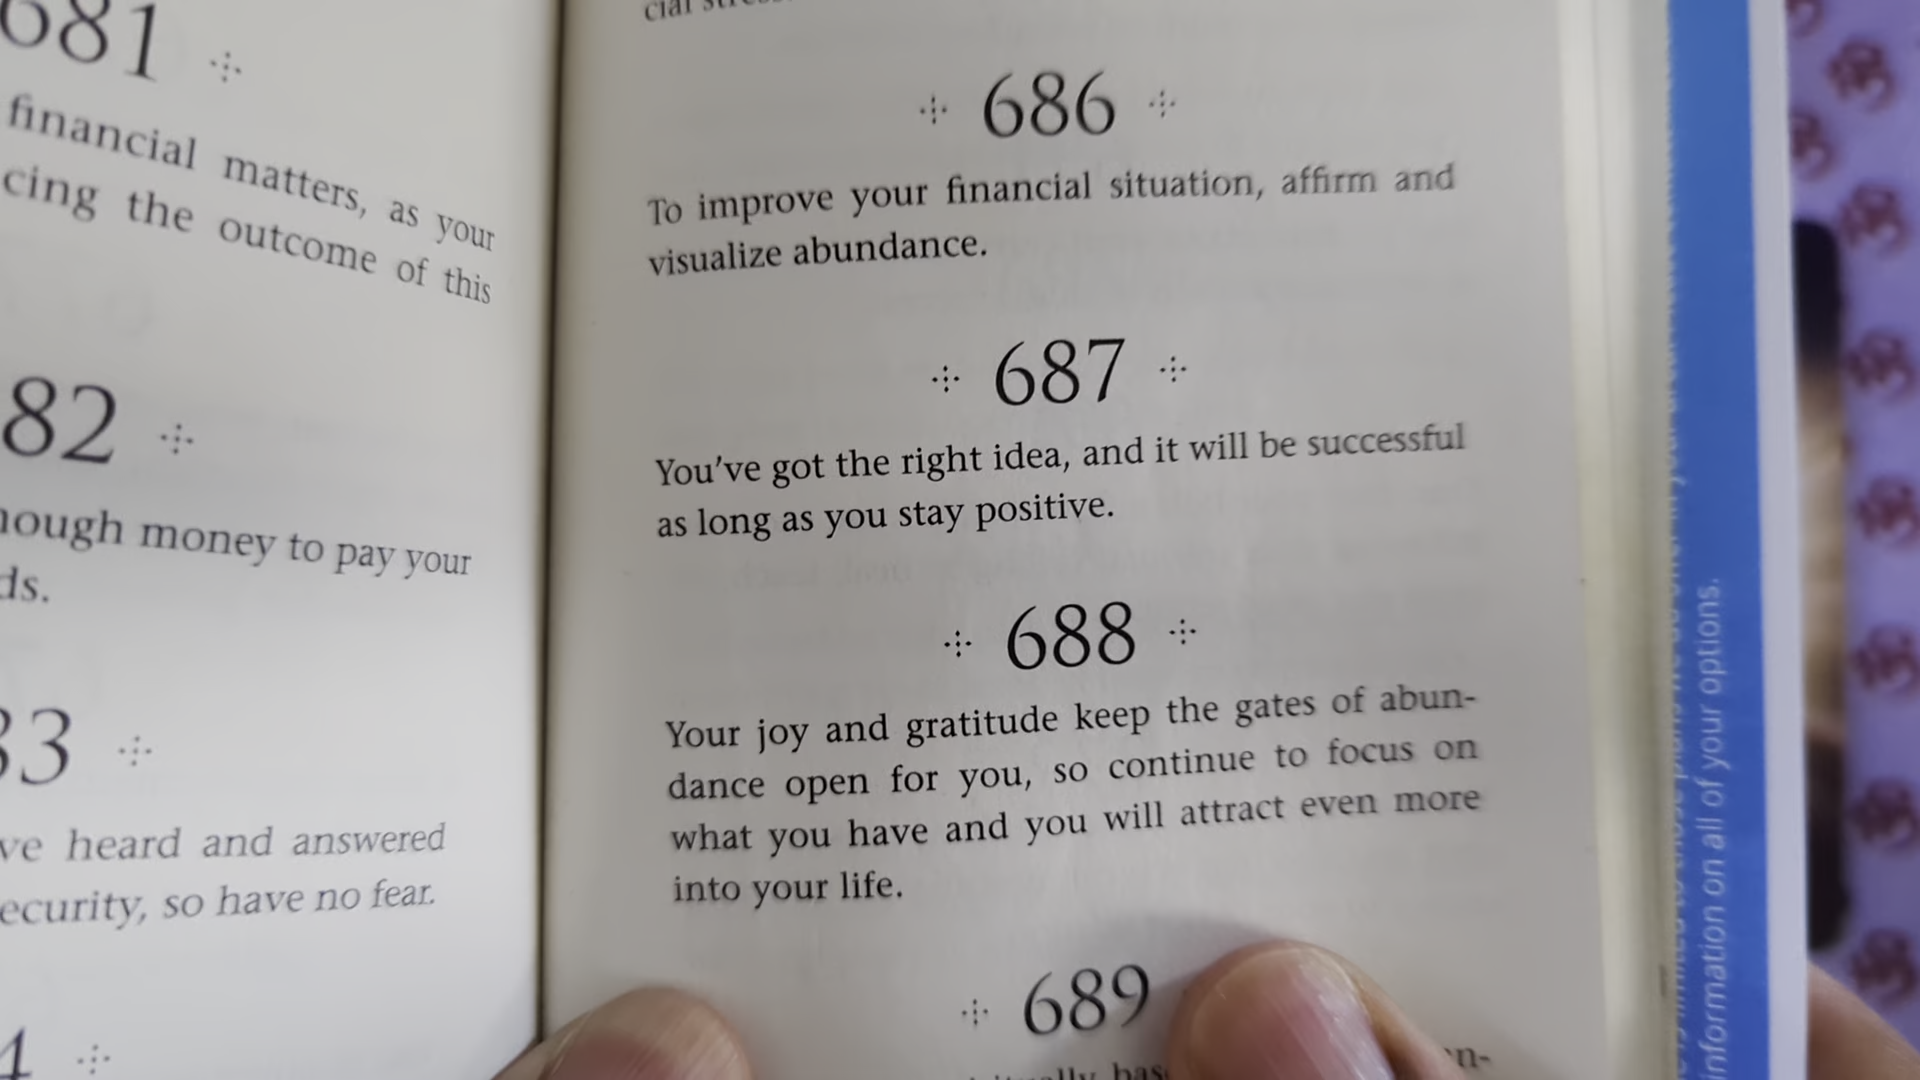 681
financial matters, as your
cing the outcome of this
82
nough money to pay your
ds.
33
ve heard and answered
ecurity, so have no fear.
4
686
To improve your financial situation, affirm and
visualize abundance.
687
You've got the right idea, and it will be successful
as long as you stay positive.
688
Your joy and gratitude keep the gates of abun-
dance open for you, so continue to focus on
what you have and you will attract even more
into your life.
689
information on all of your options.